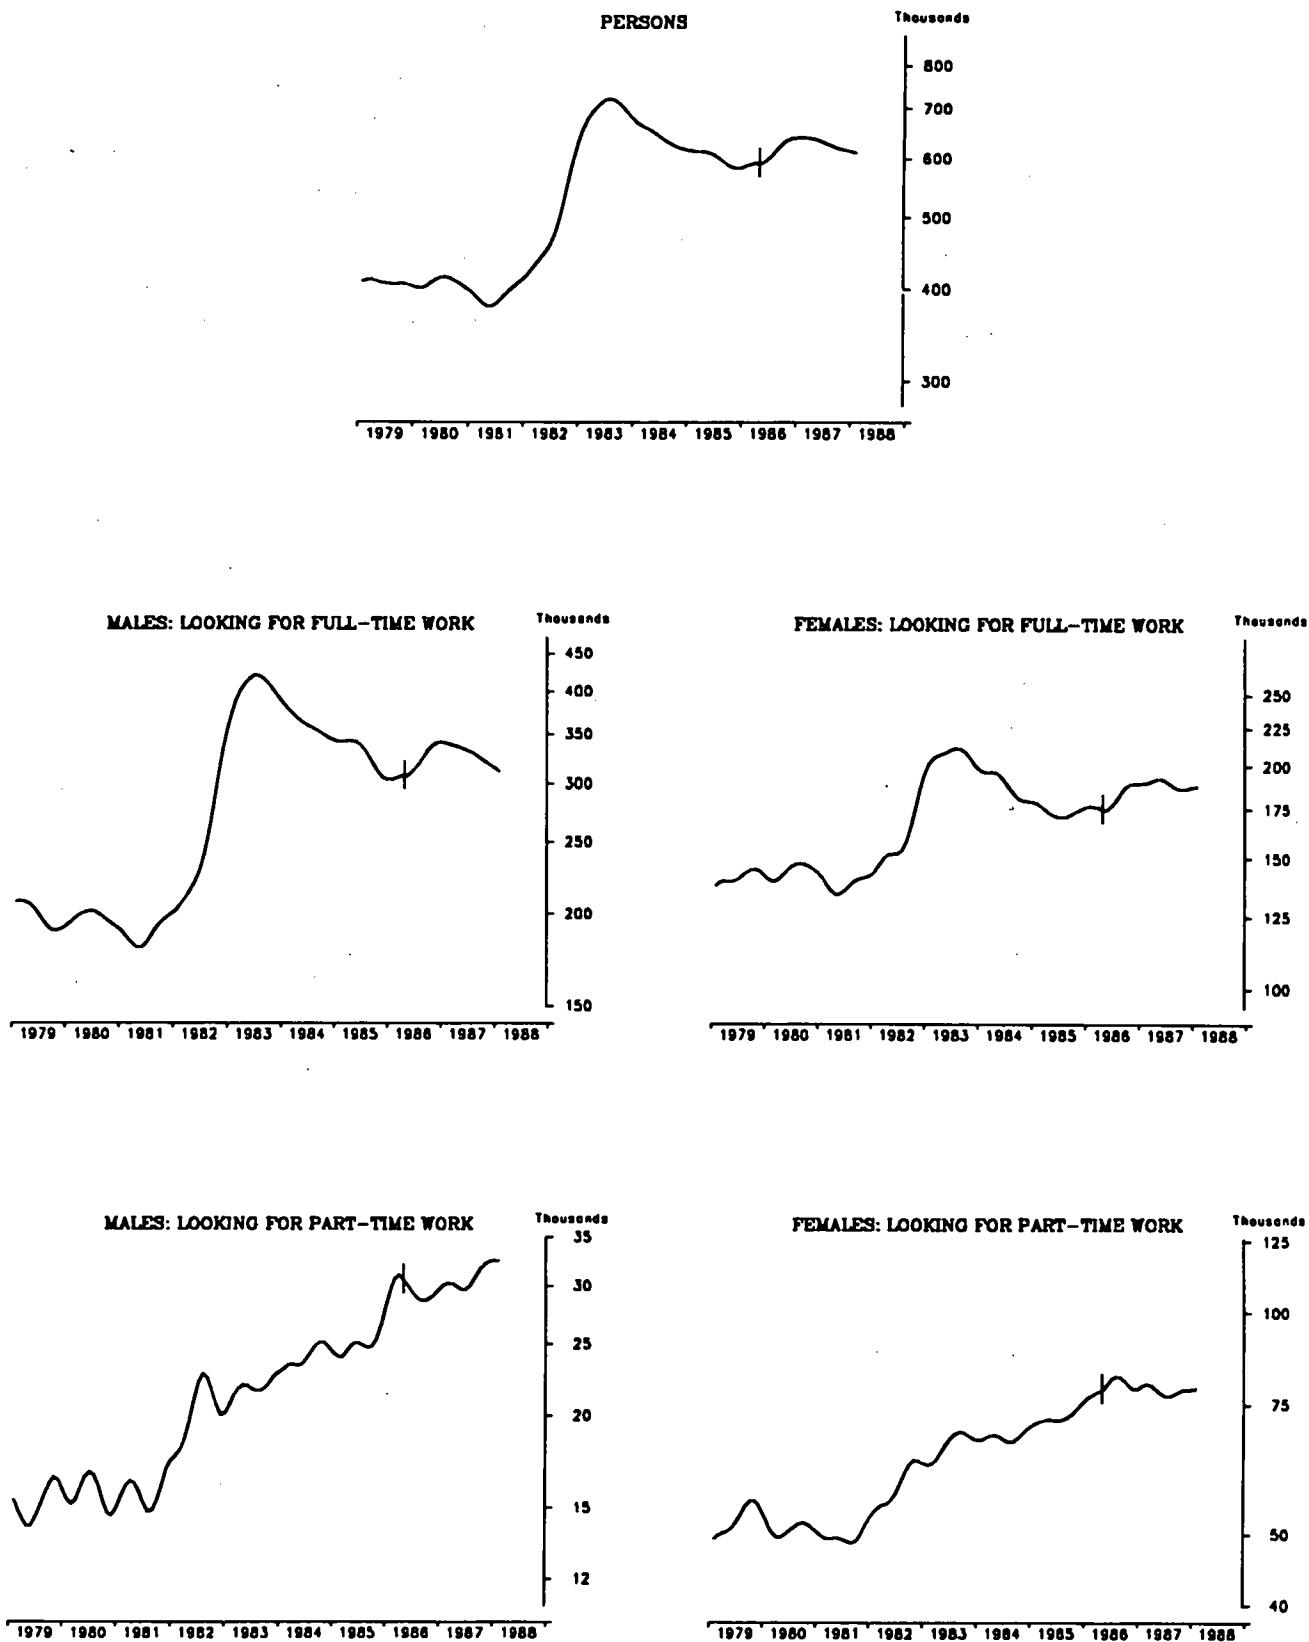 PERSONS
Thousands
800
700
600
500
400
300
1979 1980 1981 1982 1983 1984 1985 1986 1987 1988
MALES: LOOKING FOR FULL-TIME WORK
Thousands
450
400
350
300
250
200
150
1979 1980 1981 1982 1983 1984 1985 1986 1987 1988
FEMALES: LOOKING FOR FULL-TIME WORK
Thousands
250
225
200
175
150
125
100
1979 1980 1981 1982 1983 1984 1985 1986 1987 1988
MALES: LOOKING FOR PART-TIME WORK
Thousands
35
30
25
20
15
12
1979 1980 1981 1982 1983 1984 1985 1986 1987 1988
FEMALES: LOOKING FOR PART-TIME WORK
Thousands
125
100
75
50
40
1979 1980 1981 1982 1983 1984 1985 1986 1987 1988